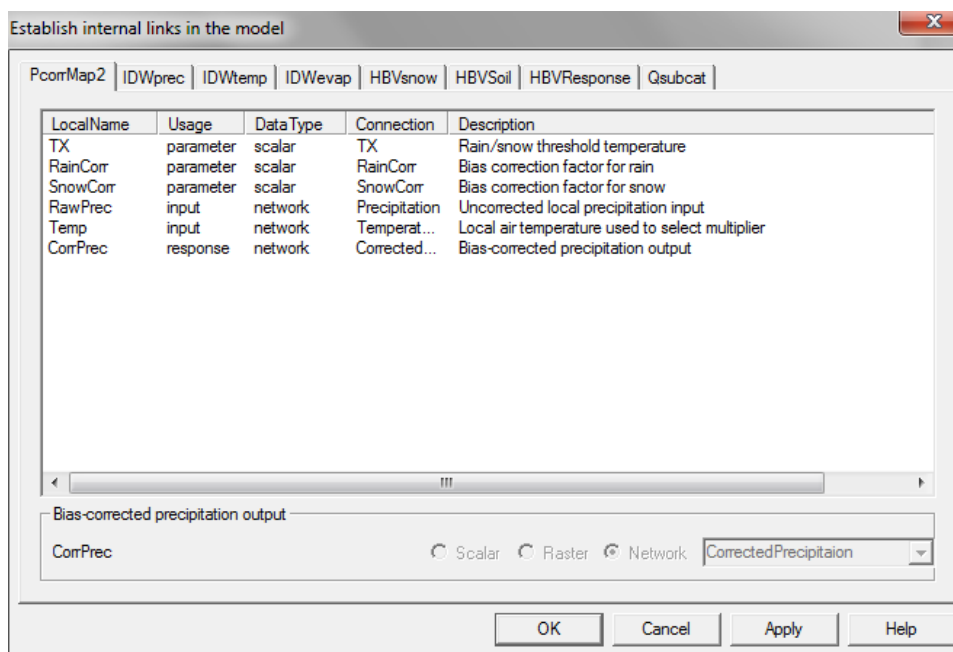 Establish internal links in the model
PcorrMap2 IDWprec IDWtemp IDWevap HBVsnow HBVSoil HBVResponse Qsubcat
LocalName Usage DataType Connection Description
TX parameter scalar TX Rain/snow threshold temperature
RainCorr parameter scalar RainCorr Bias correction factor for rain
SnowCorr parameter scalar SnowCorr Bias correction factor for snow
RawPrec input network Precipitation Uncorrected local precipitation input
Temp input network Temperat... Local air temperature used to select multiplier
CorrPrec response network Corrected... Bias-corrected precipitation output
Bias-corrected precipitation output
CorrPrec Scalar Raster Network CorrectedPrecipitaion
OK Cancel Apply Help